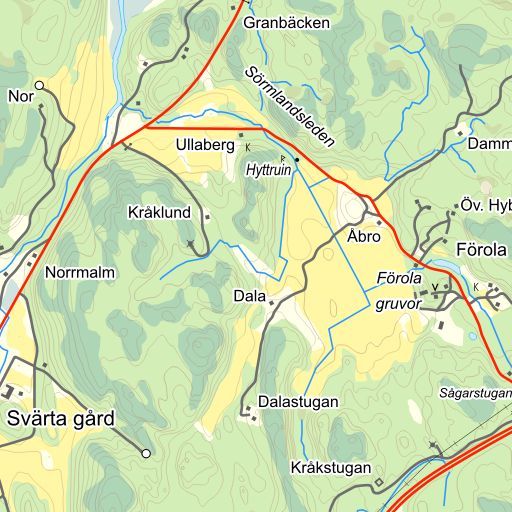 Granbäcken
Sörmlandsleden
Nor
Ullaberg
K
R
Hyttruin
Damm
Kråklund
Öv. Hyb
Åbro
Förola
Norrmalm
Förola
gruvor
V
K
Dala
Dalastugan
Sågarstugan
Svärta gård
Kråkstugan